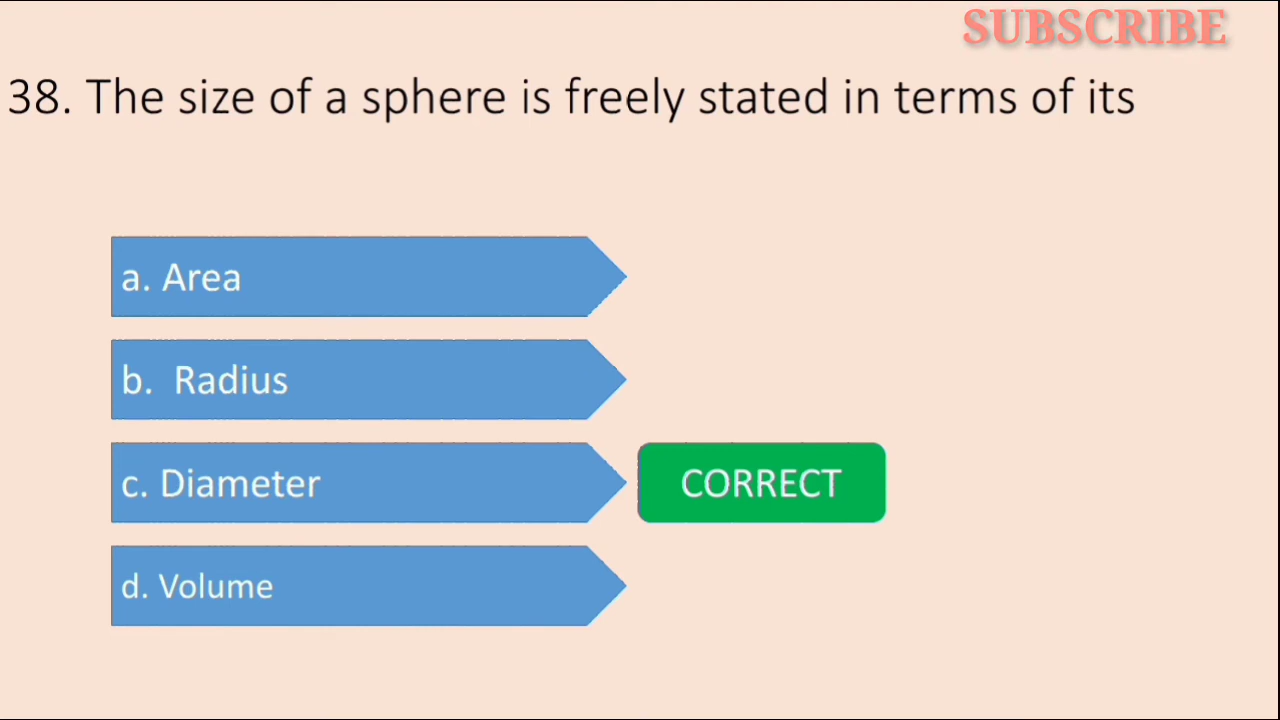 SUBSCRIBE
38. The size of a sphere is freely stated in terms of its
a. Area
b. Radius
c. Diameter
CORRECT
d. Volume